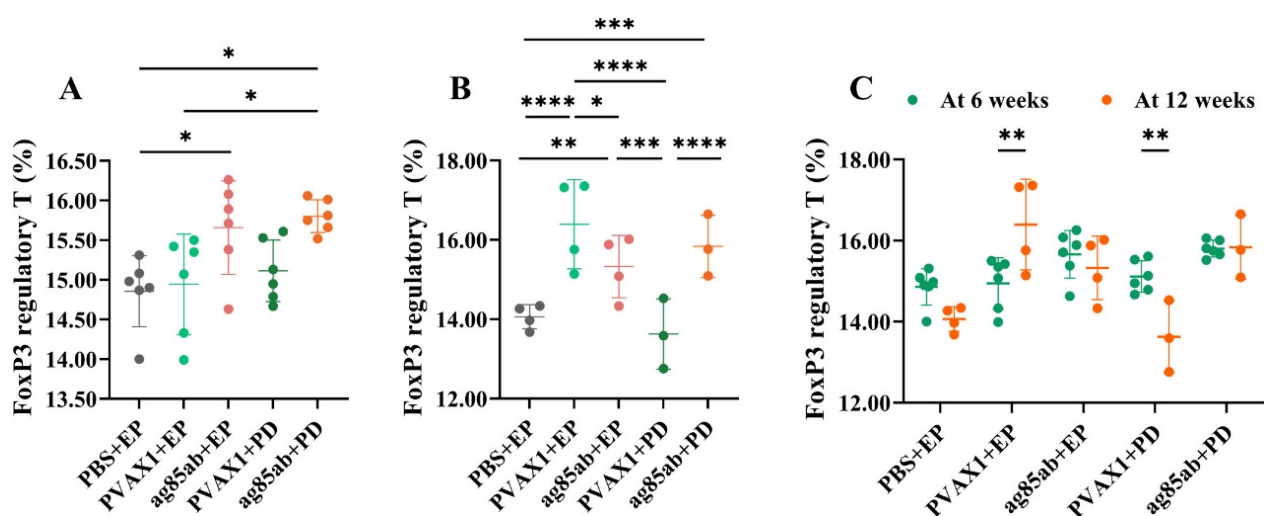 A
FoxP3 regulatory T (%)
16.50
16.00
15.50
15.00
14.50
14.00
13.50
*
*
*
PBS+EP
PVAX1+EP
ag85ab+EP
PVAX1+PD
ag85ab+PD
B
FoxP3 regulatory T (%)
18.00
16.00
14.00
12.00
***
****
**** *
** *** ****
PBS+EP
PVAX1+EP
ag85ab+EP
PVAX1+PD
ag85ab+PD
C
At 6 weeks At 12 weeks
FoxP3 regulatory T (%)
18.00
16.00
14.00
12.00
** **
PBS+EP
PVAX1+EP
ag85ab+EP
PVAX1+PD
ag85ab+PD